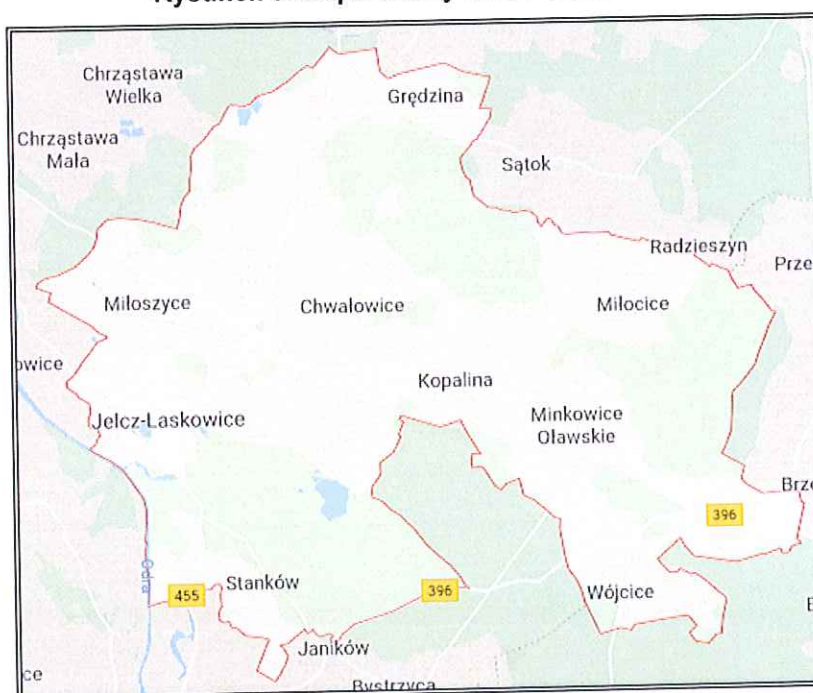 Chrząstawa
Wielka
Grędzina
Chrząstawa
Mała
Sątok
Radzieszyn
Prze
Miłoszyce
Chwałowice
Miłocice
owice
Kopalina
Jelcz-Laskowice
Minkowice
Oławskie
Brze
396
Odra
455
Stanków
396
Wójcice
Janików
ce
Bystrzyca